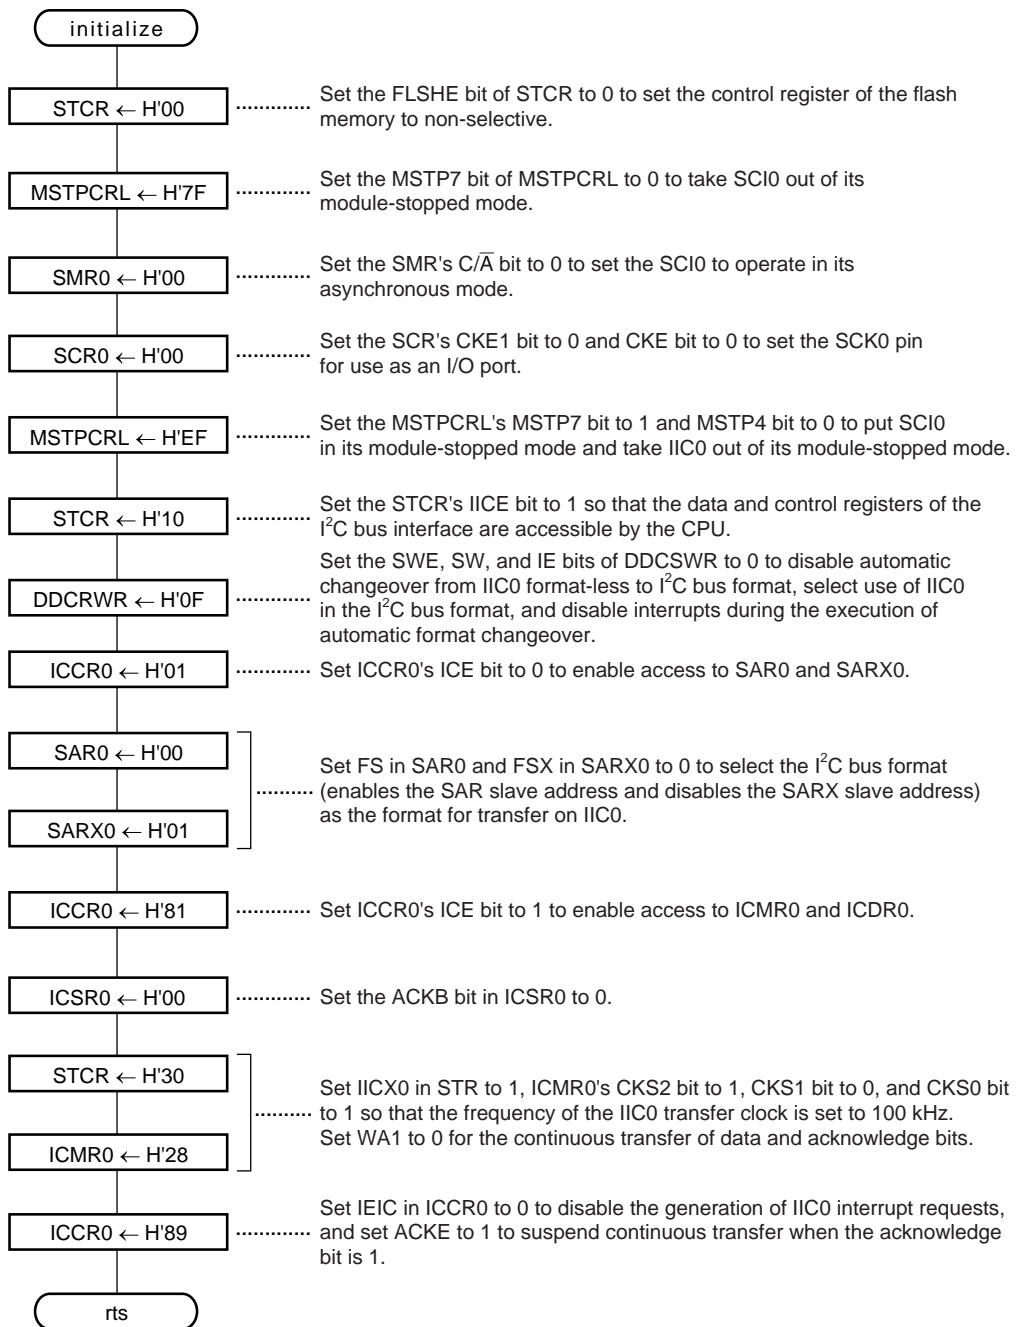 initialize
STCR ← H'00
Set the FLSHE bit of STCR to 0 to set the control register of the flash
memory to non-selective.
MSTPCRL ← H'7F
Set the MSTP7 bit of MSTPCRL to 0 to take SCI0 out of its
module-stopped mode.
SMR0 ← H'00
Set the SMR's C/A̅ bit to 0 to set the SCI0 to operate in its
asynchronous mode.
SCR0 ← H'00
Set the SCR's CKE1 bit to 0 and CKE bit to 0 to set the SCK0 pin
for use as an I/O port.
MSTPCRL ← H'EF
Set the MSTPCRL's MSTP7 bit to 1 and MSTP4 bit to 0 to put SCI0
in its module-stopped mode and take IIC0 out of its module-stopped mode.
STCR ← H'10
Set the STCR's IICE bit to 1 so that the data and control registers of the
I²C bus interface are accessible by the CPU.
DDCRWR ← H'0F
Set the SWE, SW, and IE bits of DDCSWR to 0 to disable automatic
changeover from IIC0 format-less to I²C bus format, select use of IIC0
in the I²C bus format, and disable interrupts during the execution of
automatic format changeover.
ICCR0 ← H'01
Set ICCR0's ICE bit to 0 to enable access to SAR0 and SARX0.
SAR0 ← H'00
SARX0 ← H'01
Set FS in SAR0 and FSX in SARX0 to 0 to select the I²C bus format
(enables the SAR slave address and disables the SARX slave address)
as the format for transfer on IIC0.
ICCR0 ← H'81
Set ICCR0's ICE bit to 1 to enable access to ICMR0 and ICDR0.
ICSR0 ← H'00
Set the ACKB bit in ICSR0 to 0.
STCR ← H'30
ICMR0 ← H'28
Set IICX0 in STR to 1, ICMR0's CKS2 bit to 1, CKS1 bit to 0, and CKS0 bit
to 1 so that the frequency of the IIC0 transfer clock is set to 100 kHz.
Set WA1 to 0 for the continuous transfer of data and acknowledge bits.
ICCR0 ← H'89
Set IEIC in ICCR0 to 0 to disable the generation of IIC0 interrupt requests,
and set ACKE to 1 to suspend continuous transfer when the acknowledge
bit is 1.
rts